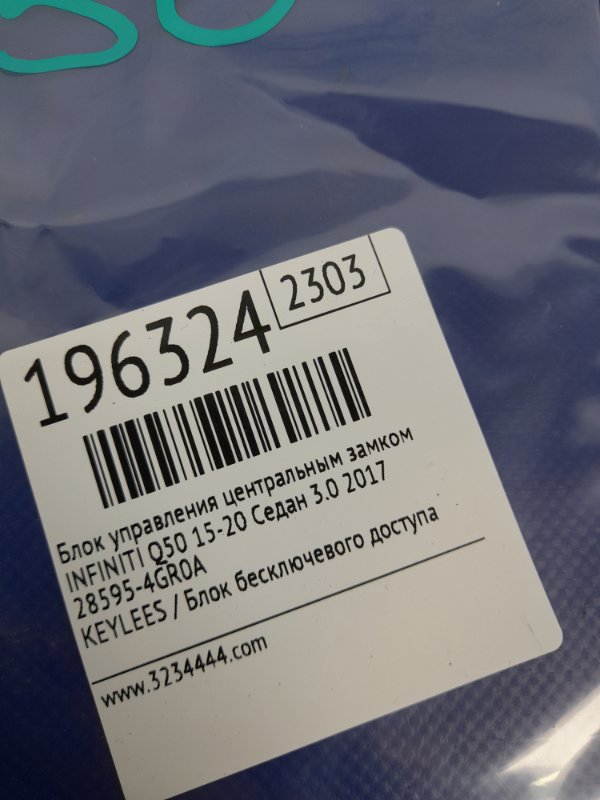 196324
2303
Блок управления центральным замком
INFINITI Q50 15-20 Седан 3.0 2017
28595-4GR0A
KEYLEES / Блок бесключевого доступа
www.3234444.com